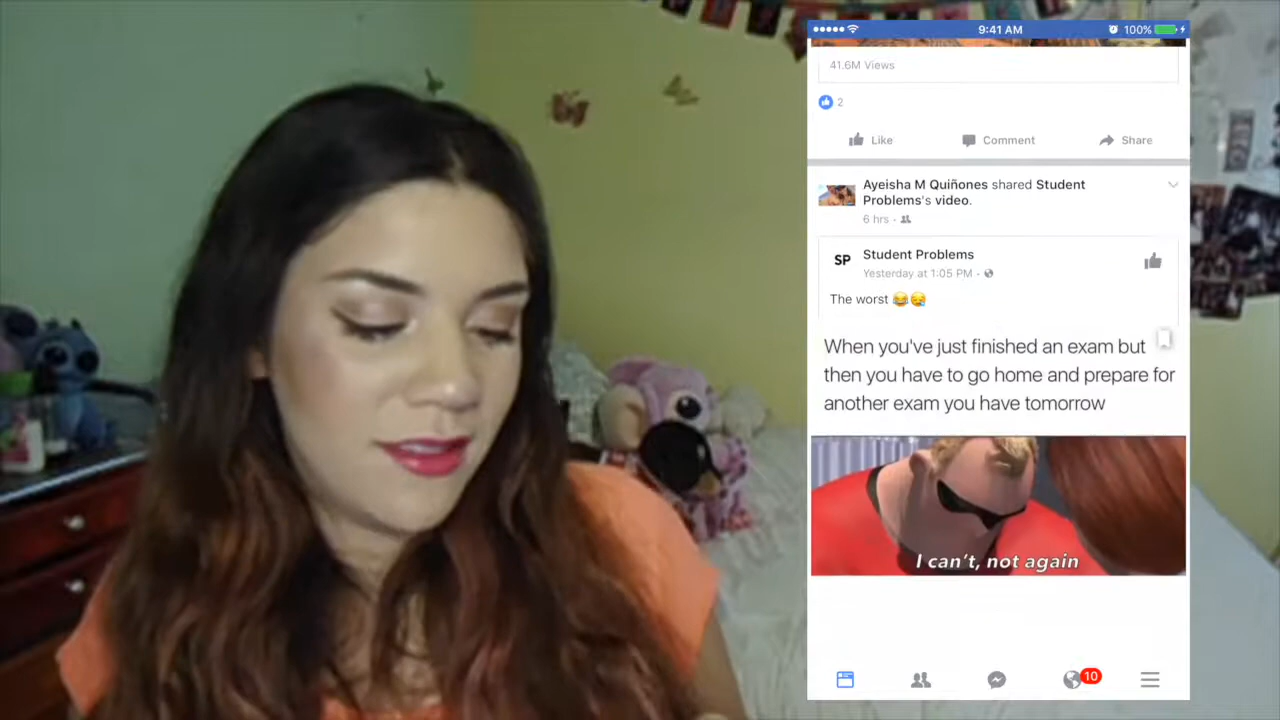 9:41 AM
100%
41.6M Views
2
Like
Comment
Share
Ayeisha M Quiñones shared Student
Problems's video.
6 hrs
SP
Student Problems
Yesterday at 1:05 PM
The worst 😂😪
When you've just finished an exam but
then you have to go home and prepare for
another exam you have tomorrow
I can't, not again
10